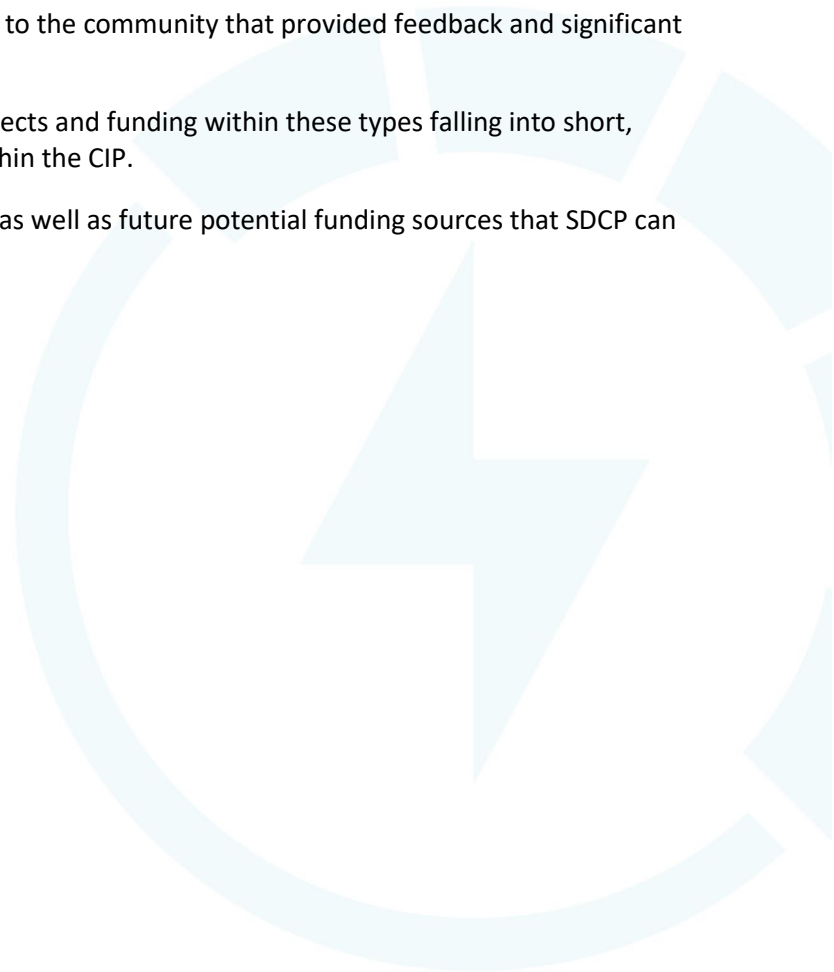 to the community that provided feedback and significant
ects and funding within these types falling into short,
hin the CIP.
as well as future potential funding sources that SDCP can